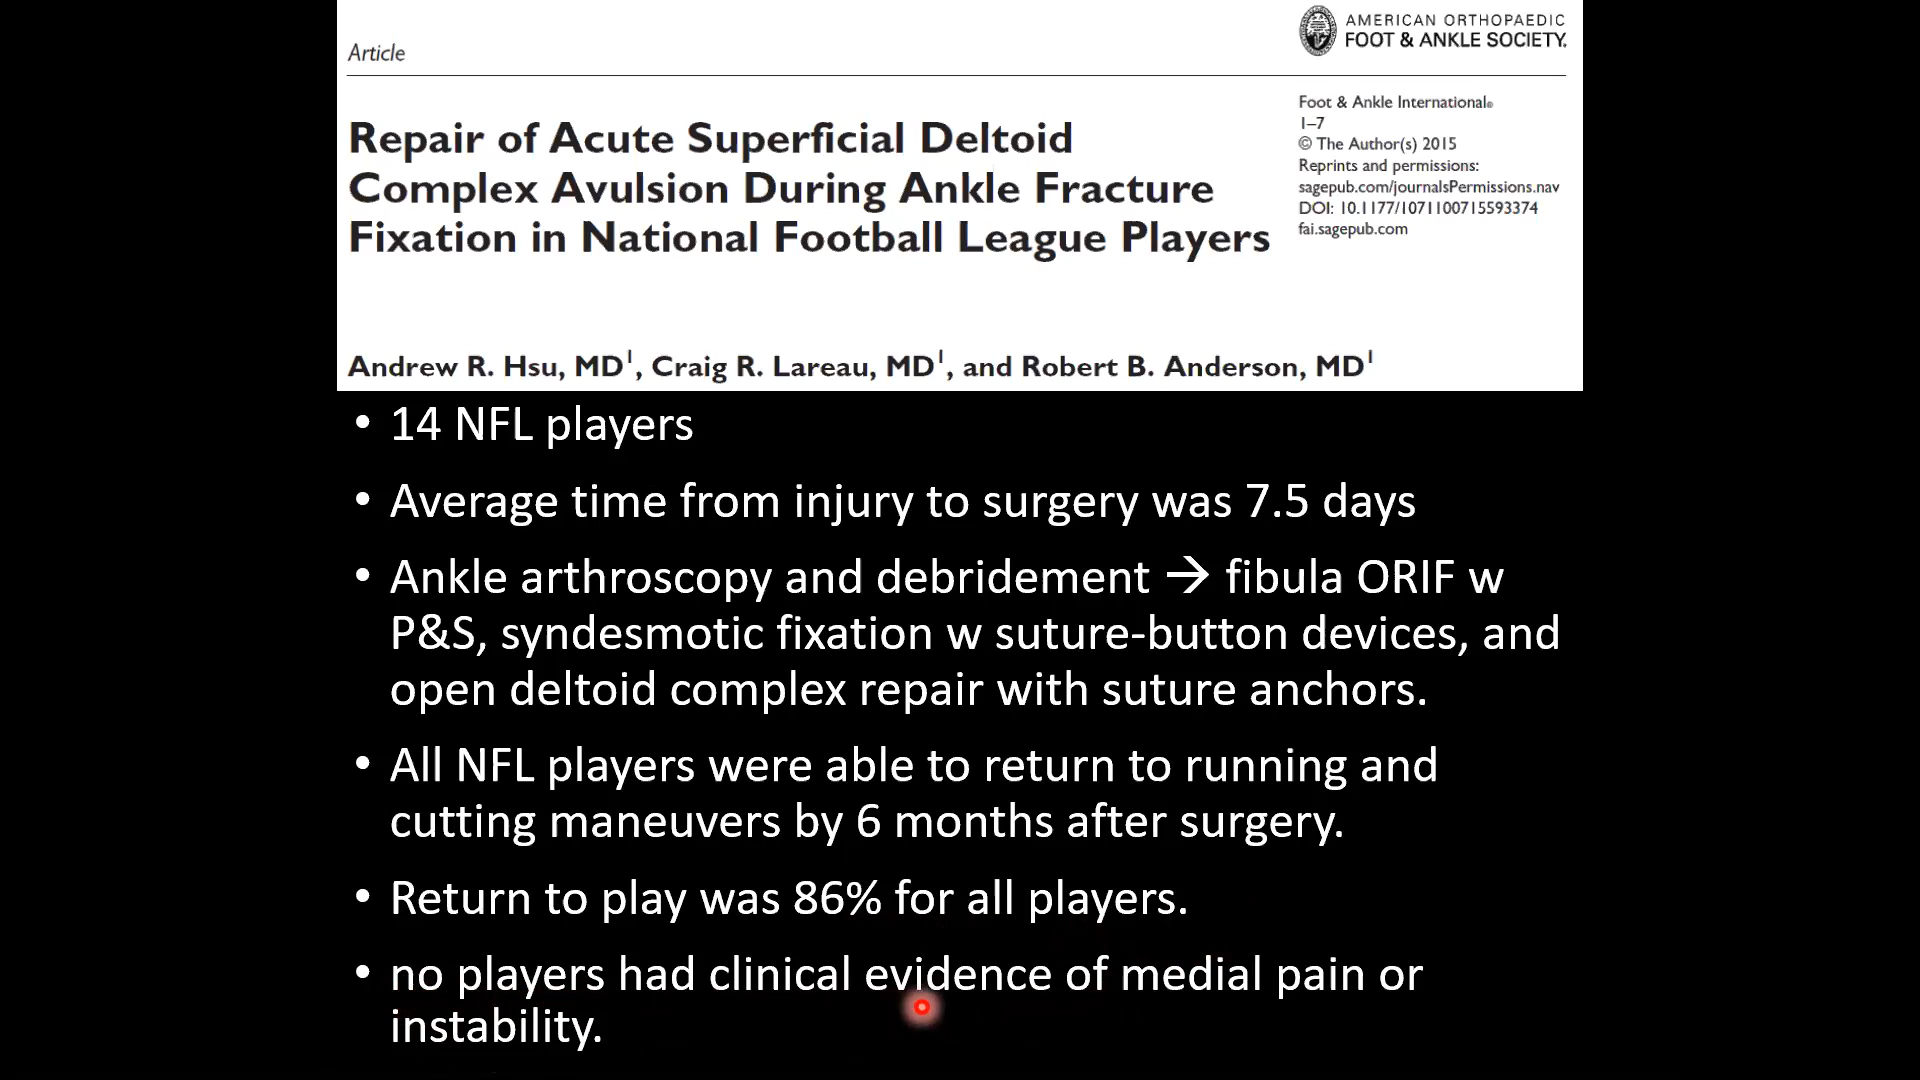 AMERICAN ORTHOPAEDIC
FOOT & ANKLE SOCIETY.
Article
Repair of Acute Superficial Deltoid
Complex Avulsion During Ankle Fracture
Fixation in National Football League Players
Foot & Ankle International®
1–7
© The Author(s) 2015
Reprints and permissions:
sagepub.com/journalsPermissions.nav
DOI: 10.1177/1071100715593374
fai.sagepub.com
Andrew R. Hsu, MD¹, Craig R. Lareau, MD¹, and Robert B. Anderson, MD¹
• 14 NFL players
• Average time from injury to surgery was 7.5 days
• Ankle arthroscopy and debridement → fibula ORIF w
P&S, syndesmotic fixation w suture-button devices, and
open deltoid complex repair with suture anchors.
• All NFL players were able to return to running and
cutting maneuvers by 6 months after surgery.
• Return to play was 86% for all players.
• no players had clinical evidence of medial pain or
instability.